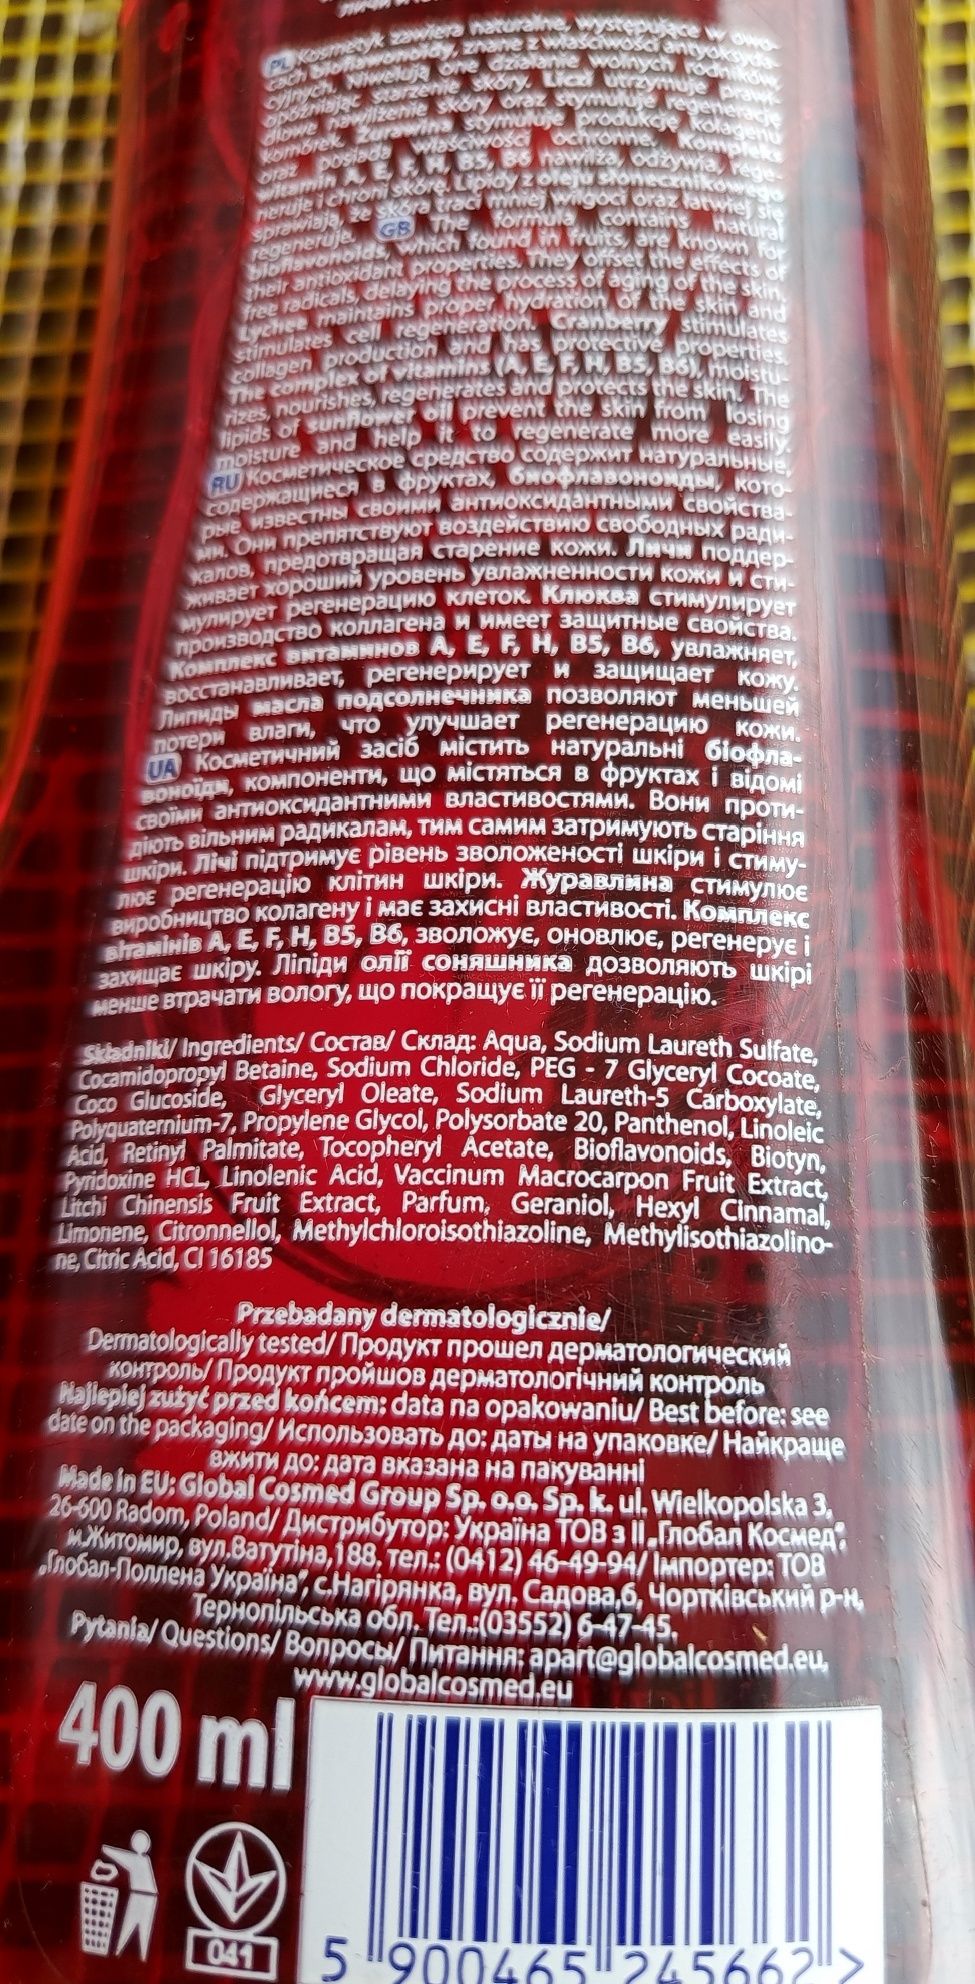 PL Kosmetyk zawiera naturalne, występujące w owo-
cach bioflawonoidy, znane z właściwości antyoksyda-
cyjnych. Niwelują one działanie wolnych rodników,
opóźniając starzenie skóry. Liczi utrzymuje prawi-
dłowe nawilżenie skóry oraz stymuluje regenerację
komórek. Żurawina stymuluje produkcję kolagenu
oraz posiada właściwości ochronne. Kompleks
witamin A, E, F, H, B5, B6 nawilża, odżywia, rege-
neruje i chroni skórę. Lipidy z oleju słonecznikowego
sprawiają, że skóra traci mniej wilgoci oraz łatwiej się
regeneruje. GB The formula contains natural
bioflavonoids, which found in fruits, are known for
their antioxidant properties. They offset the effects of
free radicals, delaying the process of aging of the skin.
Lychee maintains proper hydration of the skin and
stimulates cell regeneration. Cranberry stimulates
collagen production and has protective properties.
The complex of vitamins (A, E, F, H, B5, B6), moistu-
rizes, nourishes, regenerates and protects the skin. The
lipids of sunflower oil prevent the skin from losing
moisture and help it to regenerate more easily.
RU Косметическое средство содержит натуральные,
содержащиеся в фруктах, биофлавоноиды, кото-
рые известны своими антиоксидантными свойства-
ми. Они препятствуют воздействию свободных ради-
калов, предотвращая старение кожи. Личи поддер-
живает хороший уровень увлажненности кожи и сти-
мулирует регенерацию клеток. Клюква стимулирует
производство коллагена и имеет защитные свойства.
Комплекс витаминов A, E, F, H, B5, B6, увлажняет,
восстанавливает, регенерирует и защищает кожу.
Липиды масла подсолнечника позволяют меньшей
потери влаги, что улучшает регенерацию кожи.
UA Косметичний засіб містить натуральні біофла-
воноїди, компоненти, що містяться в фруктах і відомі
своїми антиоксидантними властивостями. Вони проти-
діють вільним радикалам, тим самим затримують старіння
шкіри. Лічі підтримує рівень зволоженості шкіри і стиму-
лює регенерацію клітин шкіри. Журавлина стимулює
виробництво колагену і має захисні властивості. Комплекс
вітамінів A, E, F, H, B5, B6, зволожує, оновлює, регенерує і
захищає шкіру. Ліпіди олії соняшника дозволяють шкірі
менше втрачати вологу, що покращує її регенерацію.
Składniki/ Ingredients/ Состав/ Склад: Aqua, Sodium Laureth Sulfate,
Cocamidopropyl Betaine, Sodium Chloride, PEG - 7 Glyceryl Cocoate,
Coco Glucoside, Glyceryl Oleate, Sodium Laureth-5 Carboxylate,
Polyquaternium-7, Propylene Glycol, Polysorbate 20, Panthenol, Linoleic
Acid, Retinyl Palmitate, Tocopheryl Acetate, Bioflavonoids, Biotyn,
Pyridoxine HCL, Linolenic Acid, Vaccinum Macrocarpon Fruit Extract,
Litchi Chinensis Fruit Extract, Parfum, Geraniol, Hexyl Cinnamal,
Limonene, Citronnellol, Methylchloroisothiazoline, Methylisothiazolino-
ne, Citric Acid, CI 16185
Przebadany dermatologicznie/
Dermatologically tested/ Продукт прошел дерматологический
контроль/ Продукт пройшов дерматологічний контроль
Najlepiej zużyć przed końcem: data na opakowaniu/ Best before: see
date on the packaging/ Использовать до: даты на упаковке/ Найкраще
вжити до: дата вказана на пакуванні
Made in EU: Global Cosmed Group Sp. o.o. Sp. k. ul. Wielkopolska 3,
26-600 Radom, Poland/ Дистрибутор: Україна ТОВ з ІІ „Глобал Космед",
м.Житомир, вул.Ватутіна,188, тел.: (0412) 46-49-94/ Імпортер: ТОВ
„Глобал-Поллена Україна", с.Нагірянка, вул. Садова,6, Чортківський р-н,
Тернопільська обл. Тел.:(03552) 6-47-45.
Pytania/ Questions/ Вопросы/ Питання: apart@globalcosmed.eu,
www.globalcosmed.eu
400 ml
041
5 900465 245662 >